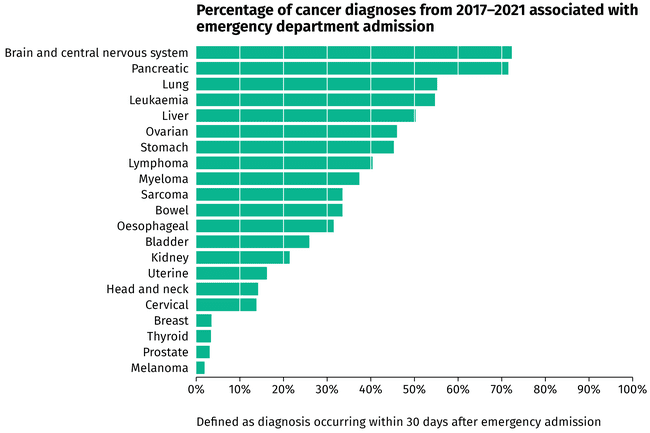 Percentage of cancer diagnoses from 2017–2021 associated with
emergency department admission
Brain and central nervous system
Pancreatic
Lung
Leukaemia
Liver
Ovarian
Stomach
Lymphoma
Myeloma
Sarcoma
Bowel
Oesophageal
Bladder
Kidney
Uterine
Head and neck
Cervical
Breast
Thyroid
Prostate
Melanoma
0% 10% 20% 30% 40% 50% 60% 70% 80% 90% 100%
Defined as diagnosis occurring within 30 days after emergency admission